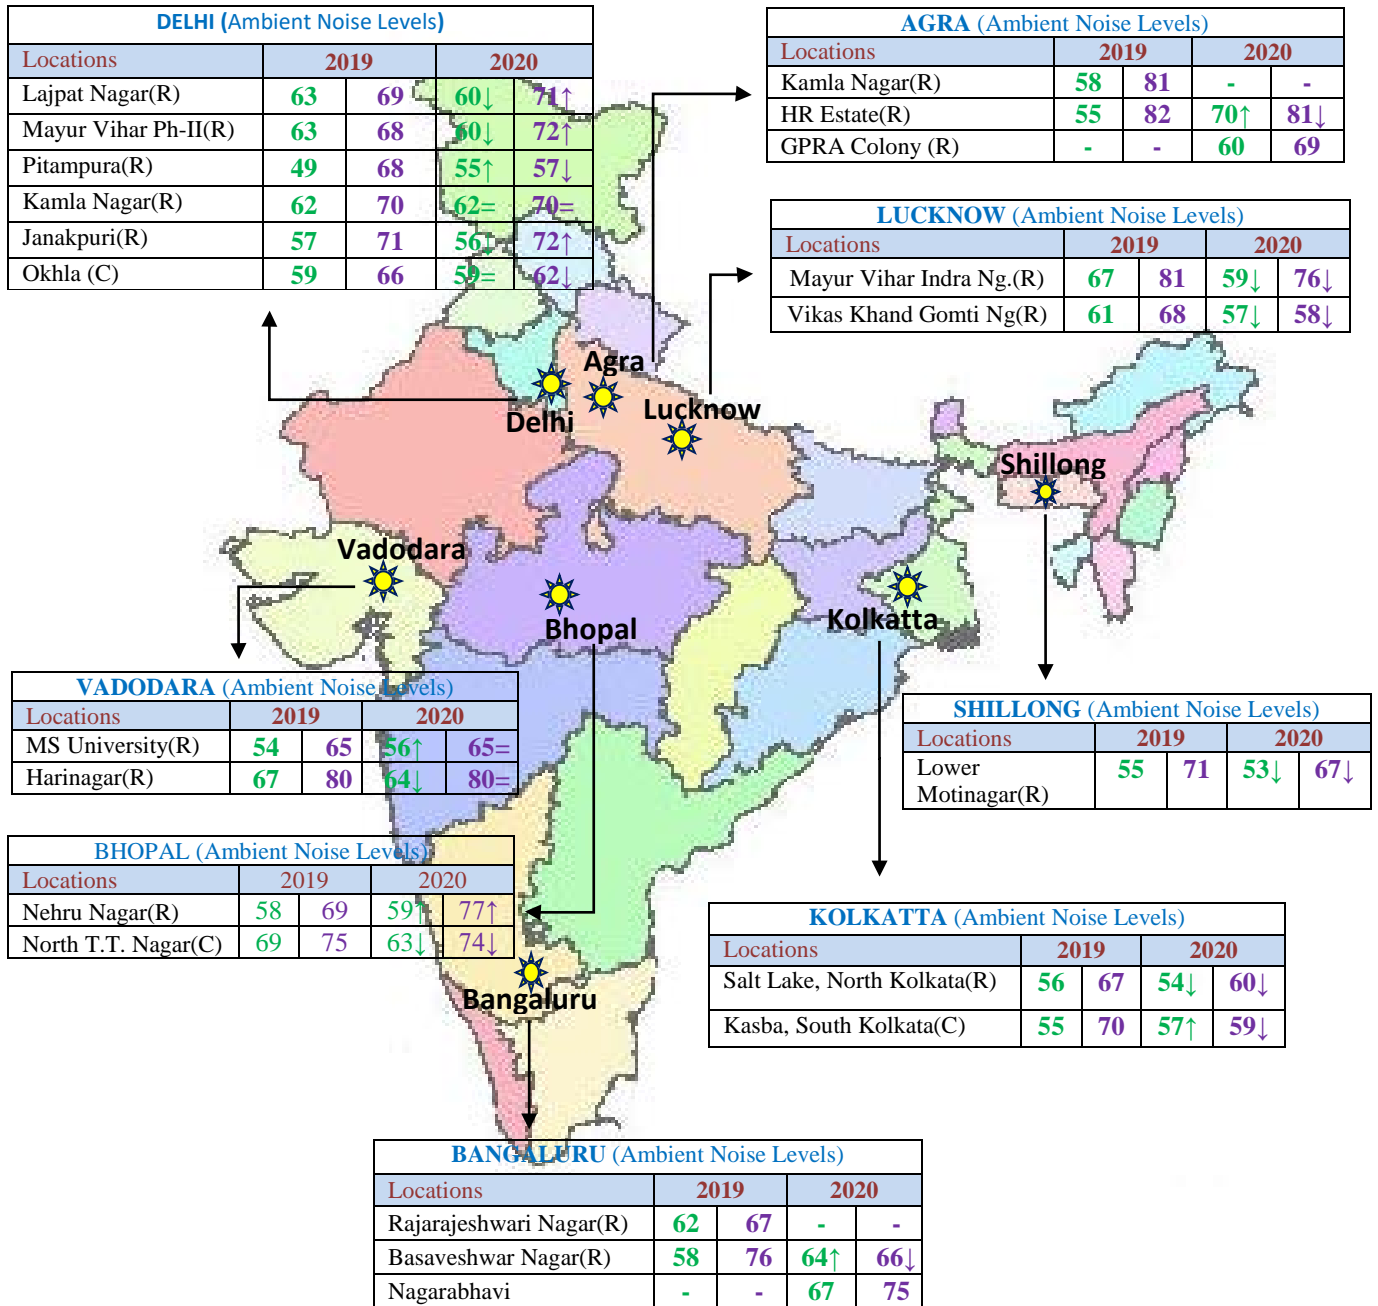 DELHI (Ambient Noise Levels)
Locations 2019 2020
Lajpat Nagar(R) 63 69 60↓ 71↑
Mayur Vihar Ph-II(R) 63 68 60↓ 72↑
Pitampura(R) 49 68 55↑ 57↓
Kamla Nagar(R) 62 70 62= 70=
Janakpuri(R) 57 71 56↓ 72↑
Okhla (C) 59 66 59= 62↓
AGRA (Ambient Noise Levels)
Locations 2019 2020
Kamla Nagar(R) 58 81 - -
HR Estate(R) 55 82 70↑ 81↓
GPRA Colony (R) - - 60 69
LUCKNOW (Ambient Noise Levels)
Locations 2019 2020
Mayur Vihar Indra Ng.(R) 67 81 59↓ 76↓
Vikas Khand Gomti Ng(R) 61 68 57↓ 58↓
Agra
Delhi
Lucknow
Shillong
Vadodara
Bhopal
Kolkatta
VADODARA (Ambient Noise Levels)
Locations 2019 2020
MS University(R) 54 65 56↑ 65=
Harinagar(R) 67 80 64↓ 80=
SHILLONG (Ambient Noise Levels)
Locations 2019 2020
Lower 55 71 53↓ 67↓
Motinagar(R)
BHOPAL (Ambient Noise Levels)
Locations 2019 2020
Nehru Nagar(R) 58 69 59↑ 77↑
North T.T. Nagar(C) 69 75 63↓ 74↓
KOLKATTA (Ambient Noise Levels)
Locations 2019 2020
Salt Lake, North Kolkata(R) 56 67 54↓ 60↓
Kasba, South Kolkata(C) 55 70 57↑ 59↓
Bangaluru
BANGALURU (Ambient Noise Levels)
Locations 2019 2020
Rajarajeshwari Nagar(R) 62 67 - -
Basaveshwar Nagar(R) 58 76 64↑ 66↓
Nagarabhavi - - 67 75